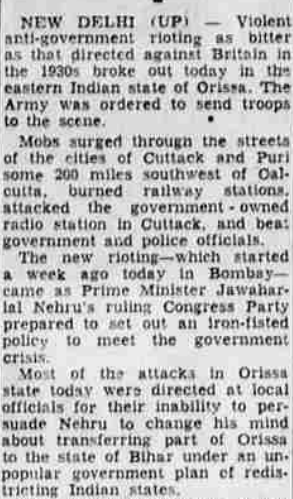 NEW DELHI (UP) — Violent
anti-government rioting as bitter
as that directed against Britain in
the 1930s broke out today in the
eastern Indian state of Orissa. The
Army was ordered to send troops
to the scene.
Mobs surged through the streets
of the cities of Cuttack and Puri
some 200 miles southwest of Cal-
cutta, burned railway stations,
attacked the government-owned
radio station in Cuttack, and beat
government and police officials.
The new rioting—which started
a week ago today in Bombay—
came as Prime Minister Jawahar-
lal Nehru's ruling Congress Party
prepared to set out an iron-fisted
policy to meet the government
crisis.
Most of the attacks in Orissa
state today were directed at local
officials for their inability to per-
suade Nehru to change his mind
about transferring part of Orissa
to the state of Bihar under an un-
popular government plan of redis-
tricting Indian states.